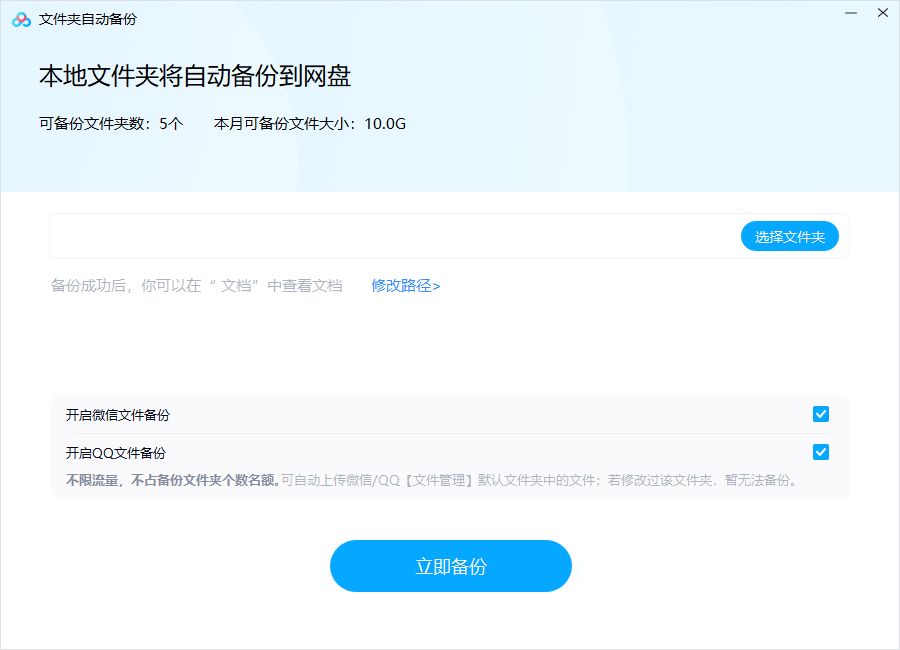 文件夹自动备份
本地文件夹将自动备份到网盘
可备份文件夹数：5个 本月可备份文件大小：10.0G
选择文件夹
备份成功后，你可以在“ 文档”中查看文档 修改路径>
开启微信文件备份
开启QQ文件备份
不限流量，不占备份文件夹个数名额。可自动上传微信/QQ【文件管理】默认文件夹中的文件；若修改过该文件夹，暂无法备份。
立即备份